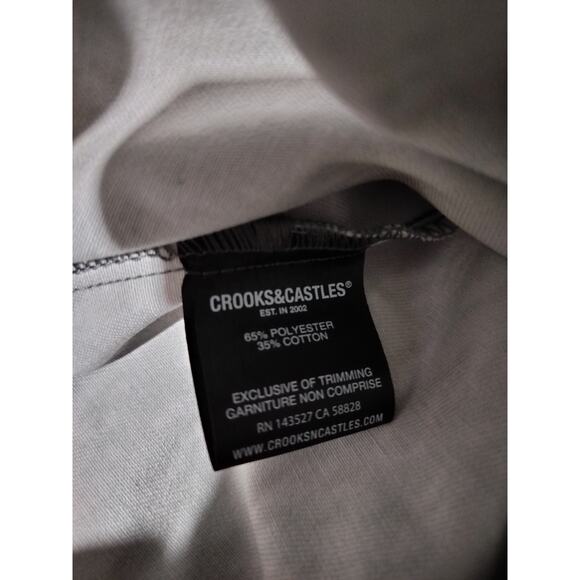 CROOKS&CASTLES®
EST. IN 2002
65% POLYESTER
35% COTTON
EXCLUSIVE OF TRIMMING
GARNITURE NON COMPRISE
RN 143527 CA 58828
WWW.CROOKSNCASTLES.COM